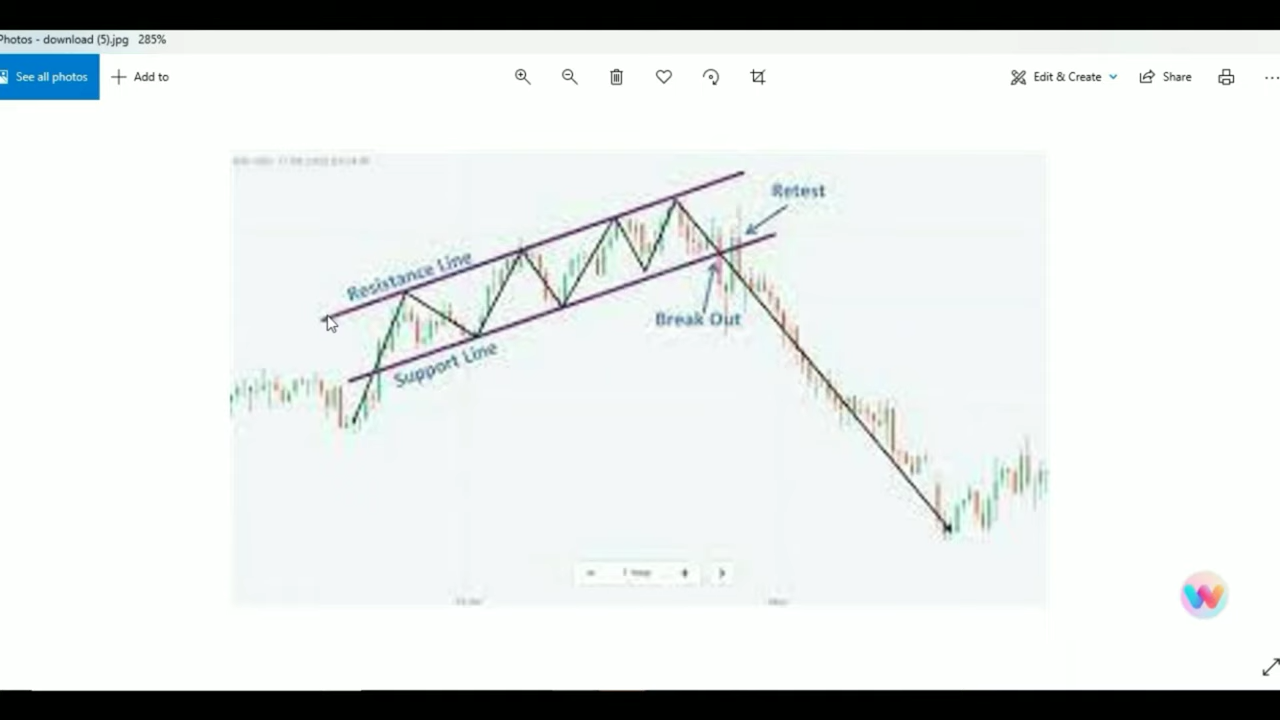 Photos - download (5).jpg 285%
See all photos
Add to
Edit & Create
Share
Retest
Resistance Line
Break Out
Support Line